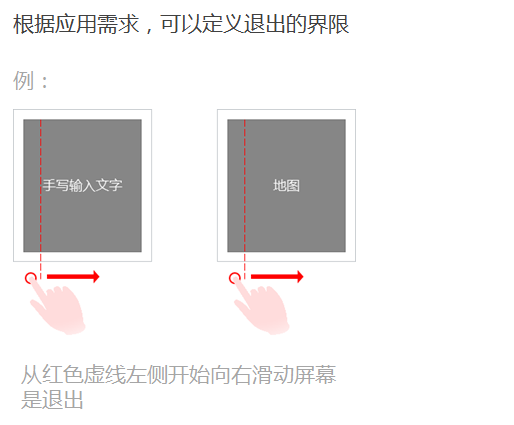 根据应用需求，可以定义退出的界限
例：
手写输入文字
地图
从红色虚线左侧开始向右滑动屏幕
是退出